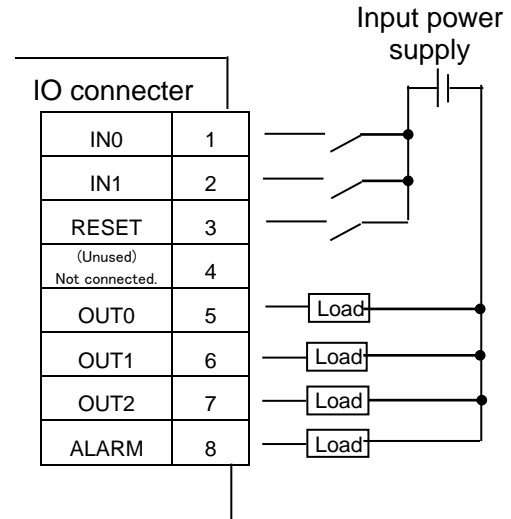 Input power
supply
IO connecter
IN0 1
IN1 2
RESET 3
(Unused)
Not connected. 4
OUT0 5
Load
OUT1 6
Load
OUT2 7
Load
ALARM 8
Load